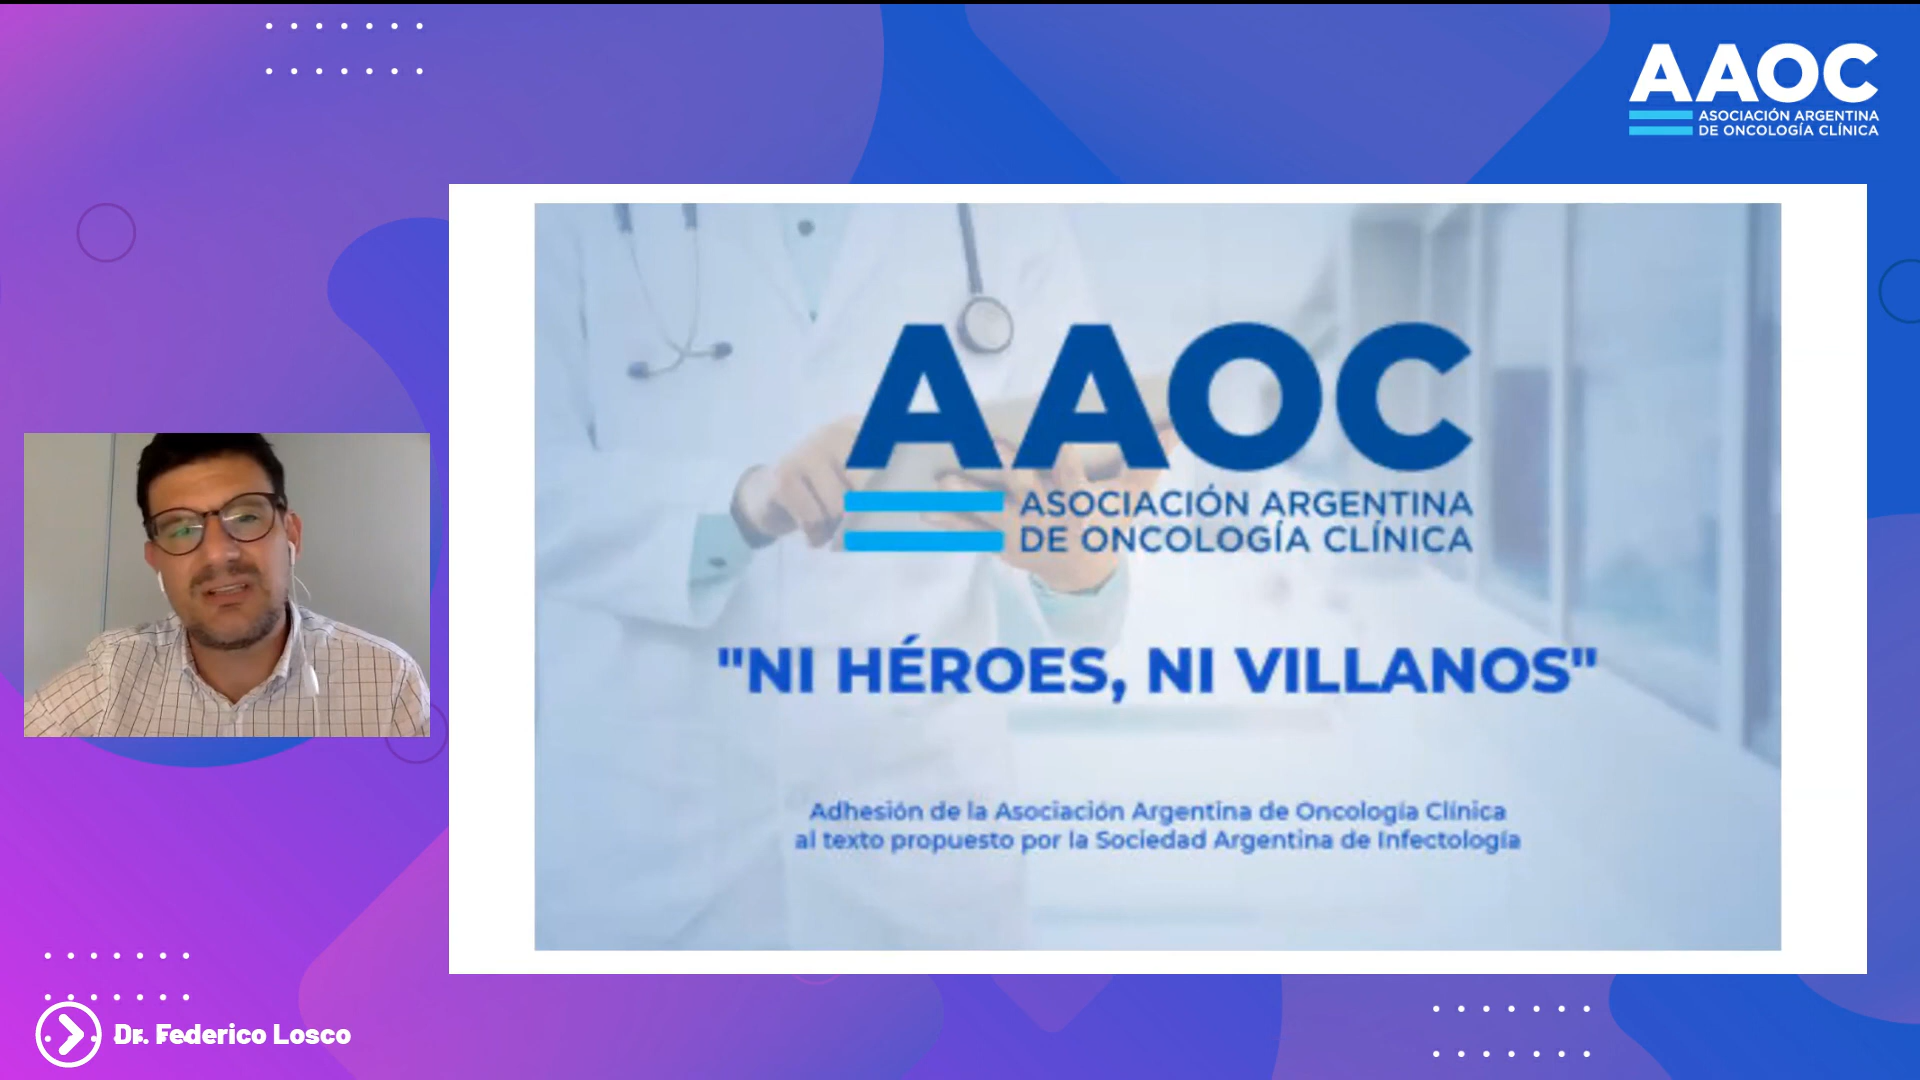 AAOC
ASOCIACIÓN ARGENTINA
DE ONCOLOGÍA CLÍNICA
AAOC
ASOCIACIÓN ARGENTINA
DE ONCOLOGÍA CLÍNICA
"NI HÉROES, NI VILLANOS"
Adhesión de la Asociación Argentina de Oncología Clínica
al texto propuesto por la Sociedad Argentina de Infectología
Dr. Federico Losco